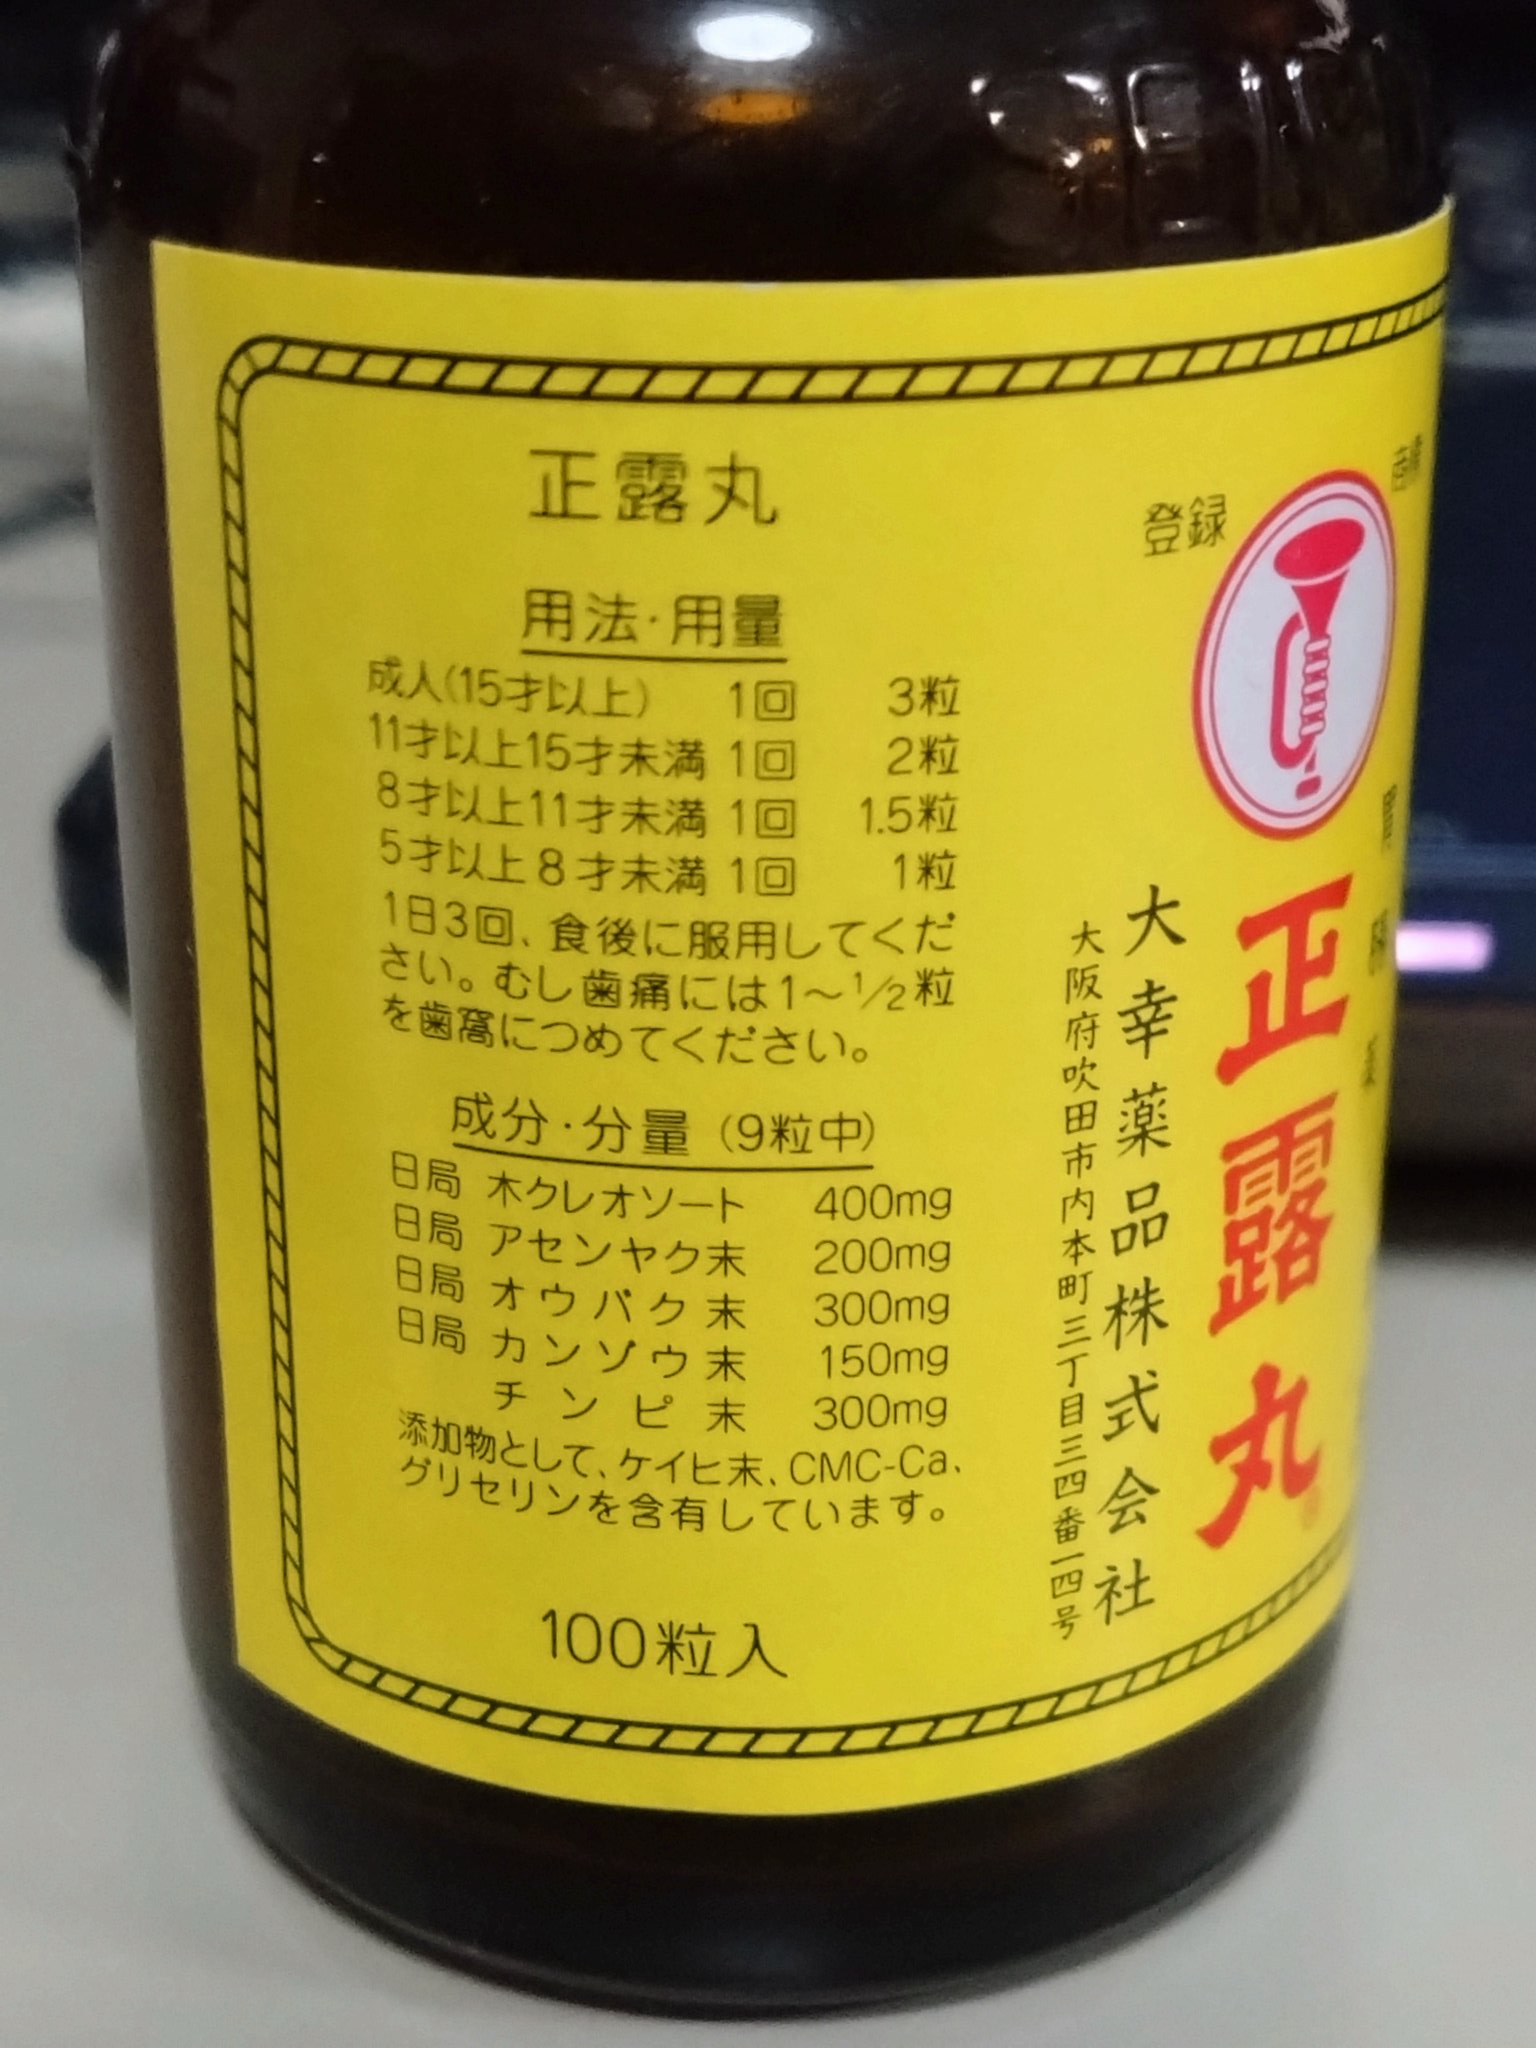 正露丸
用法・用量
成人(15才以上) 1回 3粒
11才以上15才未満 1回 2粒
8才以上11才未満 1回 1.5粒
5才以上8才未満 1回 1粒
1日3回、食後に服用してくだ
さい。むし歯痛には1～1/2粒
を歯窩につめてください。
成分・分量 (9粒中)
日局 木クレオソート 400mg
日局 アセンヤク末 200mg
日局 オウバク末 300mg
日局 カンゾウ末 150mg
チンピ末 300mg
添加物として、ケイヒ末、CMC-Ca、
グリセリンを含有しています。
100粒入
登録
正露丸
大幸薬品株式会社
大阪府吹田市内本町三丁目三四番一四号